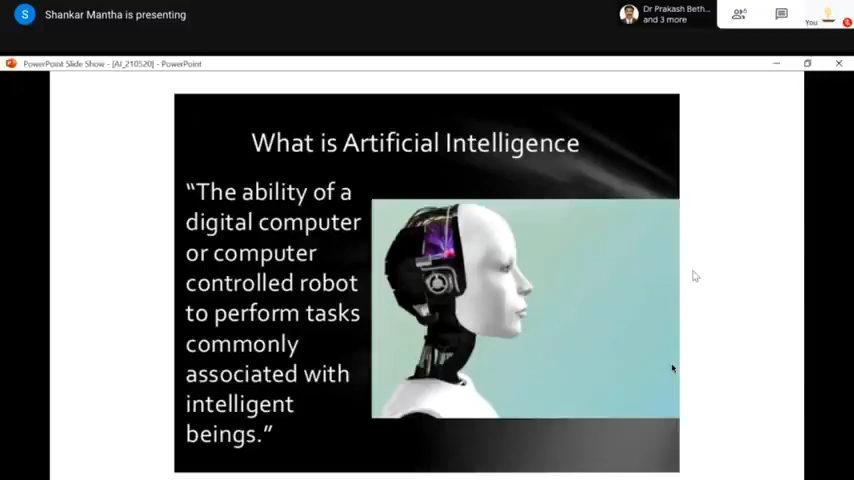 S Shankar Mantha is presenting
Dr Prakash Beth...
and 3 more
You
PowerPoint Slide Show - [AI_210520] - PowerPoint
What is Artificial Intelligence
“The ability of a
digital computer
or computer
controlled robot
to perform tasks
commonly
associated with
intelligent
beings.”